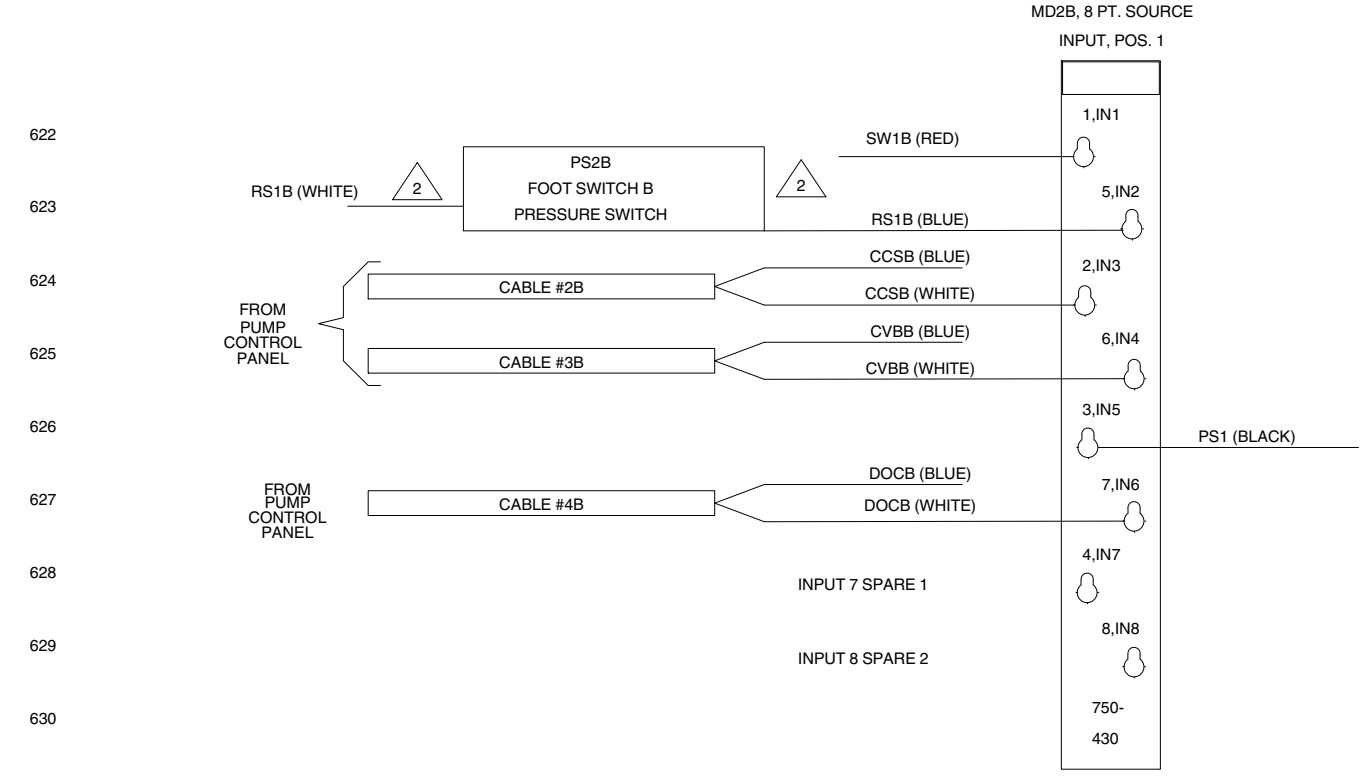 MD2B, 8 PT. SOURCE
INPUT, POS. 1
1,IN1
622
SW1B (RED)
PS2B
FOOT SWITCH B
PRESSURE SWITCH
2
2
RS1B (WHITE)
5,IN2
623
RS1B (BLUE)
CCSB (BLUE)
2,IN3
624
CABLE #2B
CCSB (WHITE)
FROM
PUMP
CONTROL
PANEL
CVBB (BLUE)
6,IN4
625
CABLE #3B
CVBB (WHITE)
3,IN5
626
PS1 (BLACK)
DOCB (BLUE)
7,IN6
FROM
PUMP
CONTROL
PANEL
627
CABLE #4B
DOCB (WHITE)
4,IN7
628
INPUT 7 SPARE 1
8,IN8
629
INPUT 8 SPARE 2
750-
430
630